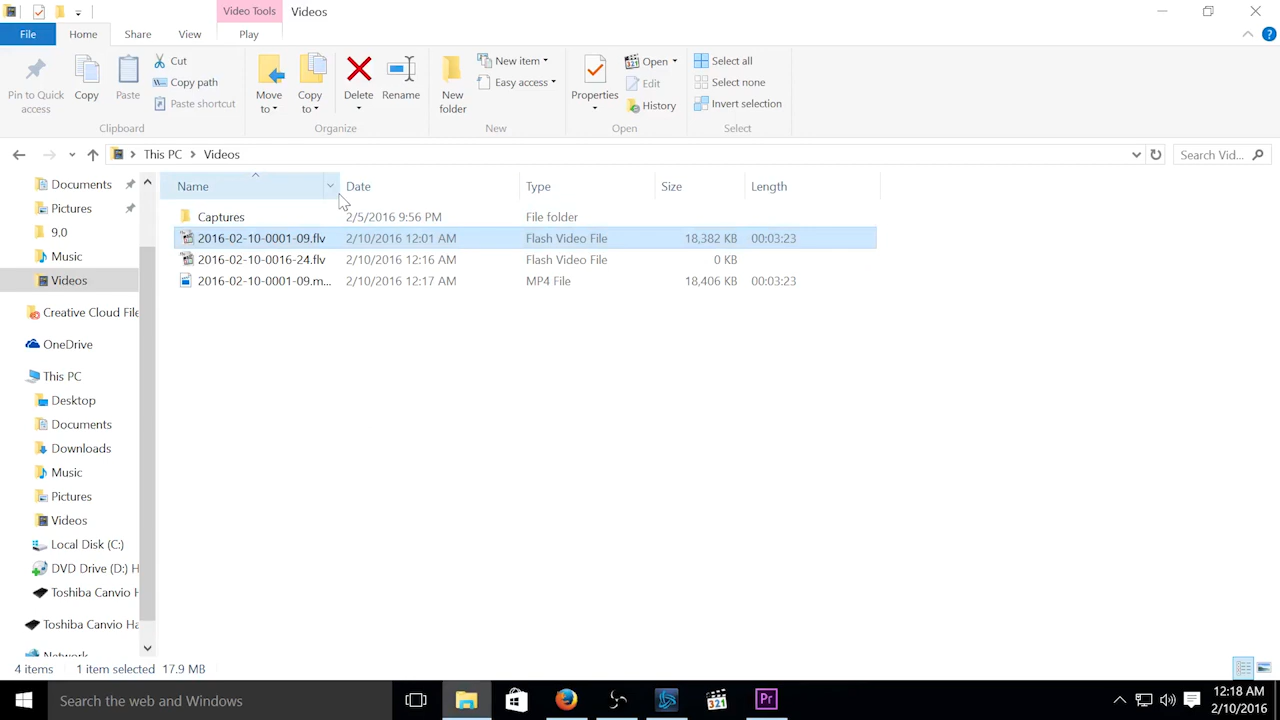 Video Tools
Videos
File
Home
Share
View
Play
Pin to Quick access
Copy
Paste
Cut
Copy path
Paste shortcut
Clipboard
Move to
Copy to
Delete
Rename
Organize
New folder
New item
Easy access
New
Properties
Open
Edit
History
Open
Select all
Select none
Invert selection
Select
This PC
Videos
Search Vid...
Name
Date
Type
Size
Length
Captures
2/5/2016 9:56 PM
File folder
2016-02-10-0001-09.flv
2/10/2016 12:01 AM
Flash Video File
18,382 KB
00:03:23
2016-02-10-0016-24.flv
2/10/2016 12:16 AM
Flash Video File
0 KB
2016-02-10-0001-09.m...
2/10/2016 12:17 AM
MP4 File
18,406 KB
00:03:23
Documents
Pictures
9.0
Music
Videos
Creative Cloud File
OneDrive
This PC
Desktop
Documents
Downloads
Music
Pictures
Videos
Local Disk (C:)
DVD Drive (D:) H
Toshiba Canvio H
Toshiba Canvio Ha
Network
4 items
1 item selected 17.9 MB
Search the web and Windows
321
Pr
12:18 AM
2/10/2016